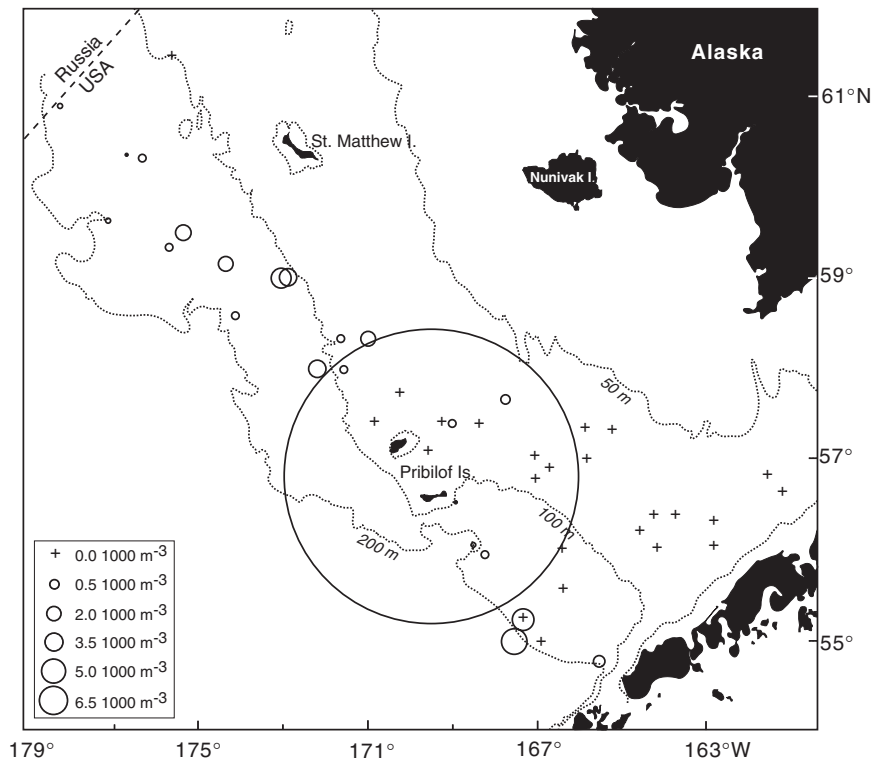 Russia
USA
Alaska
61°N
St. Matthew I.
Nunivak I.
59°
50 m
57°
Pribilof Is.
100 m
200 m
+ 0.0 1000 m-3
0.5 1000 m-3
2.0 1000 m-3
3.5 1000 m-3
5.0 1000 m-3
6.5 1000 m-3
55°
179° 175° 171° 167° 163°W